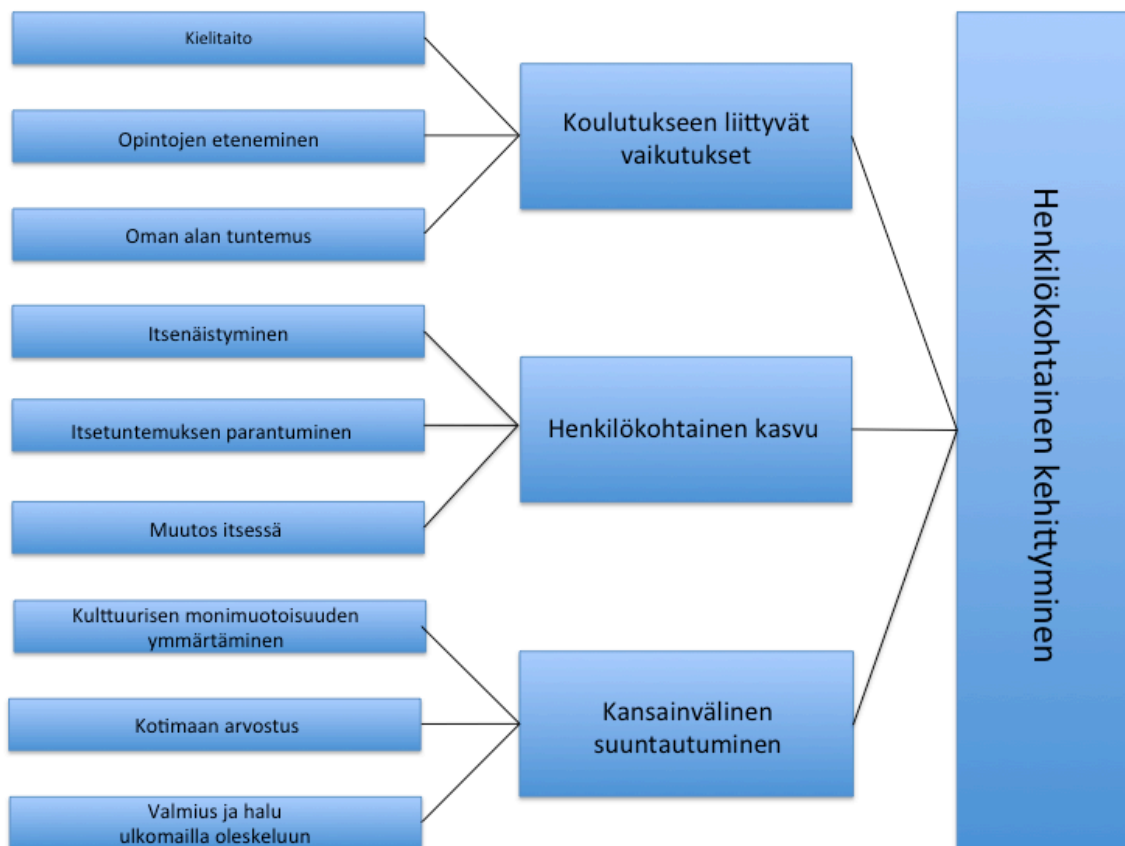 Kielitaito
Opintojen eteneminen
Oman alan tuntemus
Koulutukseen liittyvät
vaikutukset
Itsenäistyminen
Itsetuntemuksen parantuminen
Muutos itsessä
Henkilökohtainen kasvu
Kulttuurisen monimuotoisuuden
ymmärtäminen
Kotimaan arvostus
Valmius ja halu
ulkomailla oleskeluun
Kansainvälinen
suuntautuminen
Henkilökohtainen kehittyminen